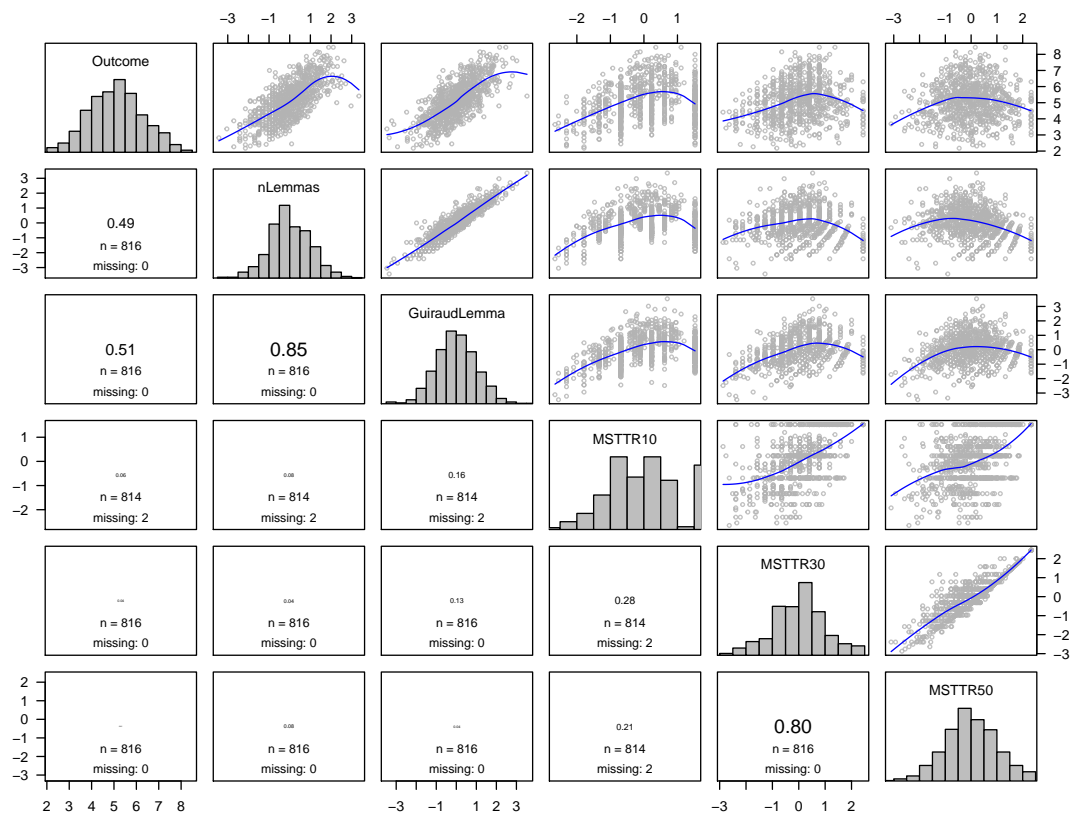 −3 −1 1 2 3
−2 −1 0 1
−3 −1 0 1 2
Outcome
8
7
6
5
4
3
2
3
2
1
0
−1
−2
−3
0.49
n = 816
missing: 0
nLemmas
0.51
n = 816
missing: 0
0.85
n = 816
missing: 0
GuiraudLemma
3
2
1
0
−1
−2
−3
1
0
−1
−2
0.06
n = 814
missing: 2
0.08
n = 814
missing: 2
0.16
n = 814
missing: 2
MSTTR10
n = 816
missing: 0
0.04
n = 816
missing: 0
0.13
n = 816
missing: 0
0.28
n = 814
missing: 2
MSTTR30
2
1
0
−1
−2
−3
2
1
0
−1
−2
−3
n = 816
missing: 0
0.08
n = 816
missing: 0
n = 816
missing: 0
0.21
n = 814
missing: 2
0.80
n = 816
missing: 0
MSTTR50
2 3 4 5 6 7 8
−3 −1 0 1 2 3
−3 −1 0 1 2